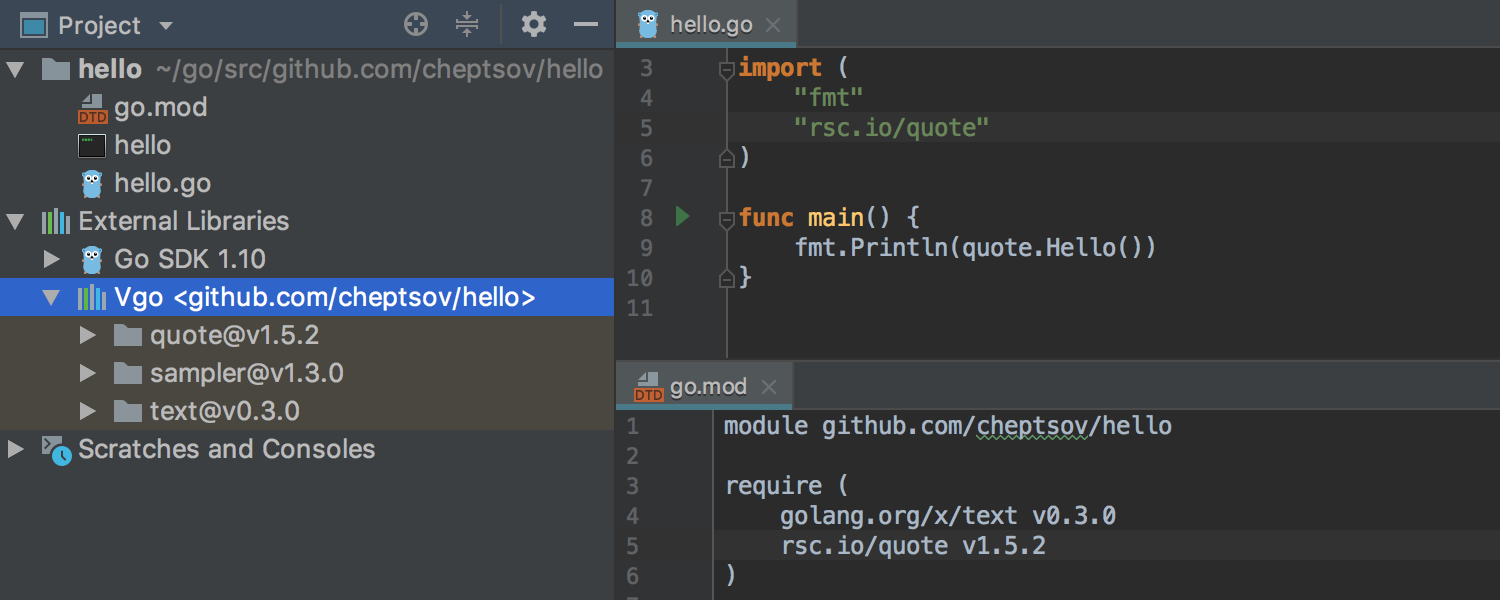 Project
hello ~/go/src/github.com/cheptsov/hello
DTD go.mod
hello
hello.go
External Libraries
Go SDK 1.10
Vgo <github.com/cheptsov/hello>
quote@v1.5.2
sampler@v1.3.0
text@v0.3.0
Scratches and Consoles
hello.go
3 import (
4 "fmt"
5 "rsc.io/quote"
6 )
7
8 func main() {
9 fmt.Println(quote.Hello())
10 }
11
DTD go.mod
1 module github.com/cheptsov/hello
2
3 require (
4 golang.org/x/text v0.3.0
5 rsc.io/quote v1.5.2
6 )